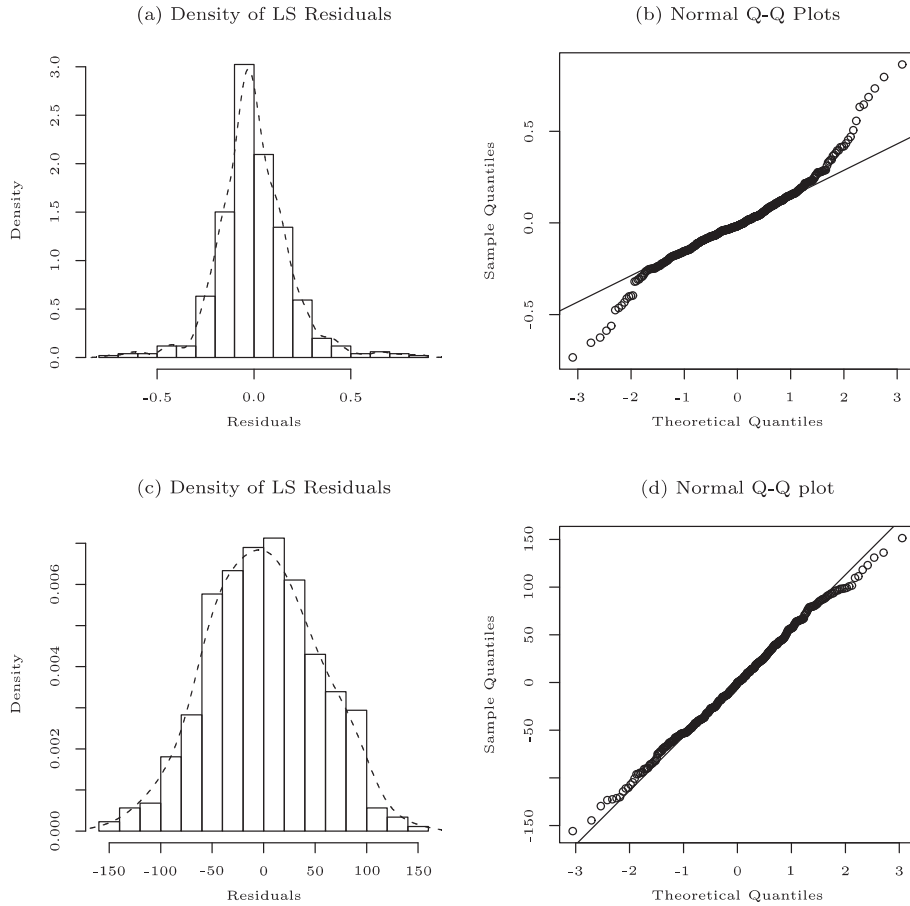 (a) Density of LS Residuals
Density
0.0 0.5 1.0 1.5 2.0 2.5 3.0
-0.5 0.0 0.5
Residuals
(b) Normal Q-Q Plots
Sample Quantiles
-0.5 0.0 0.5
-3 -2 -1 0 1 2 3
Theoretical Quantiles
(c) Density of LS Residuals
Density
0.000 0.002 0.004 0.006
-150 -100 -50 0 50 100 150
Residuals
(d) Normal Q-Q plot
Sample Quantiles
-150 -50 0 50 100 150
-3 -2 -1 0 1 2 3
Theoretical Quantiles